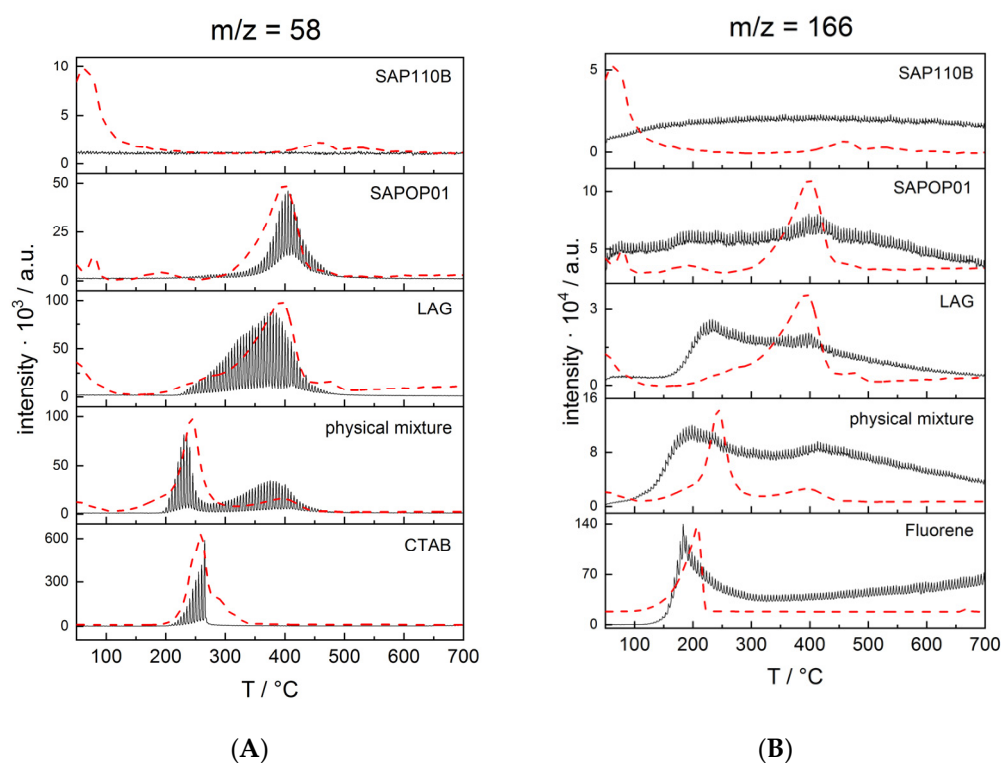 m/z = 58
10
5
0
SAP110B
50
25
0
SAPOP01
100
50
0
LAG
100
50
0
physical mixture
600
300
0
CTAB
intensity · 10³ / a.u.
100 200 300 400 500 600 700
T / °C
(A)
m/z = 166
5
0
SAP110B
10
5
SAPOP01
3
0
LAG
16
8
0
physical mixture
140
70
0
Fluorene
intensity · 10⁴ / a.u.
100 200 300 400 500 600 700
T / °C
(B)